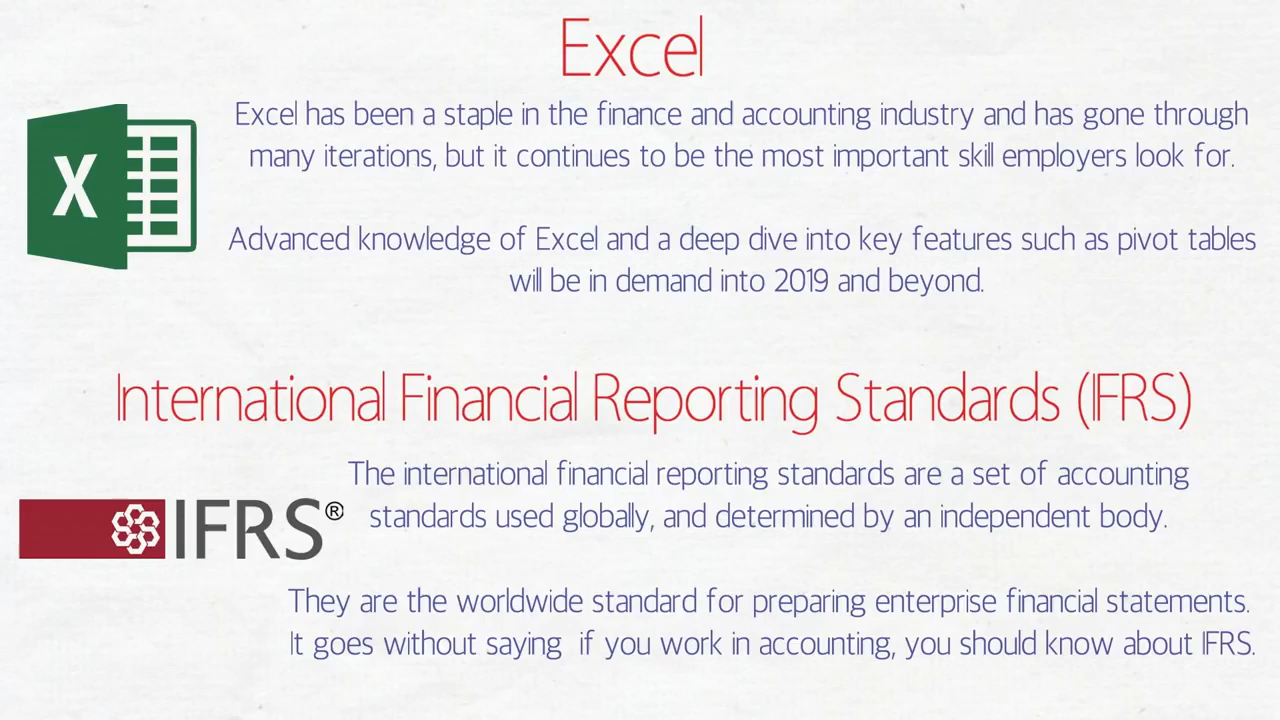 Excel
Excel has been a staple in the finance and accounting industry and has gone through
many iterations, but it continues to be the most important skill employers look for.
X
Advanced knowledge of Excel and a deep dive into key features such as pivot tables
will be in demand into 2019 and beyond.
International Financial Reporting Standards (IFRS)
The international financial reporting standards are a set of accounting
standards used globally, and determined by an independent body.
IFRS®
They are the worldwide standard for preparing enterprise financial statements.
It goes without saying  if you work in accounting, you should know about IFRS.